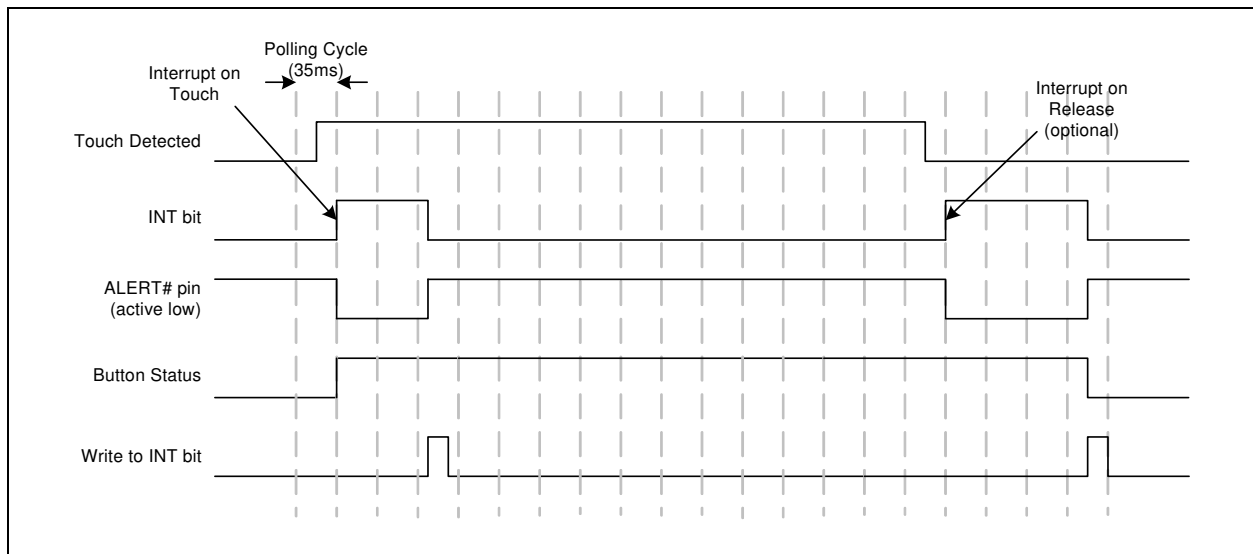 Polling Cycle
(35ms)
Interrupt on
Touch
Interrupt on
Release
(optional)
Touch Detected
INT bit
ALERT# pin
(active low)
Button Status
Write to INT bit